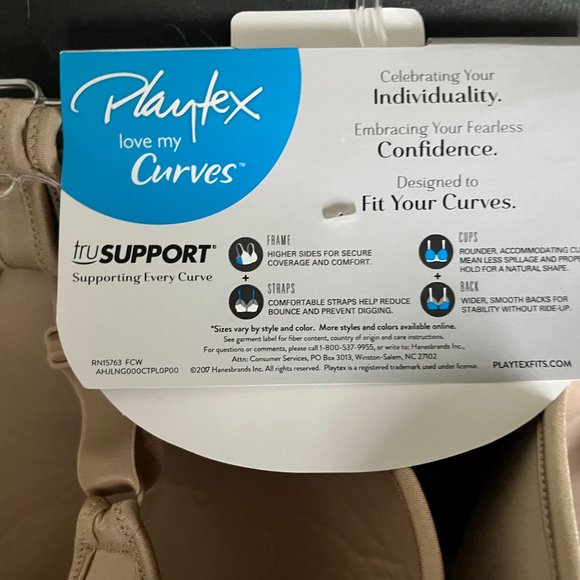 Playtex
love my
Curves™
Celebrating Your
Individuality.
Embracing Your Fearless
Confidence.
Designed to
Fit Your Curves.
truSUPPORT®
Supporting Every Curve
FRAME
HIGHER SIDES FOR SECURE
COVERAGE AND COMFORT.
+
STRAPS
COMFORTABLE STRAPS HELP REDUCE
BOUNCE AND PREVENT DIGGING.
CUPS
ROUNDER, ACCOMMODATING
MEAN LESS SPILLAGE AND
HOLD FOR A NATURAL SHAPE.
+
BACK
WIDER, SMOOTH BACKS FOR
STABILITY WITHOUT RIDE-UP.
*Sizes vary by style and color. More styles and colors available online.
See garment label for fiber content, country of origin and care instructions.
For questions or comments, please call 1-800-537-9955, or write to: Hanesbrands Inc.,
Attn: Consumer Services, PO Box 3013, Winston-Salem, NC 27102
©2017 Hanesbrands Inc. All rights reserved. Playtex is a registered trademark used under license.
RN15763 FCW
AHJLNG000CTPL0P00
PLAYTEXFITS.COM